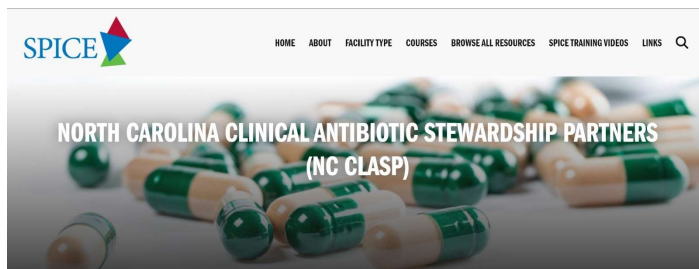 SPICE
HOME ABOUT FACILITY TYPE COURSES BROWSE ALL RESOURCES SPICE TRAINING VIDEOS LINKS
NORTH CAROLINA CLINICAL ANTIBIOTIC STEWARDSHIP PARTNERS
(NC CLASP)